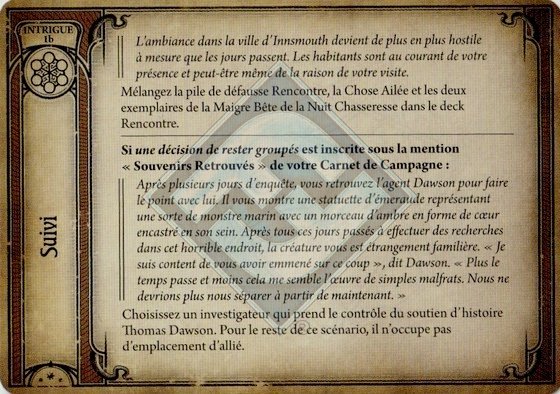 INTRIGUE
1b
Suivi
L'ambiance dans la ville d'Innsmouth devient de plus en plus hostile
à mesure que les jours passent. Les habitants sont au courant de votre
présence et peut-être même de la raison de votre visite.
Mélangez la pile de défausse Rencontre, la Chose Ailée et les deux
exemplaires de la Maigre Bête de la Nuit Chasseresse dans le deck
Rencontre.
Si une décision de rester groupés est inscrite sous la mention
« Souvenirs Retrouvés » de votre Carnet de Campagne :
Après plusieurs jours d'enquête, vous retrouvez l'agent Dawson pour faire
le point avec lui. Il vous montre une statuette d'émeraude représentant
une sorte de monstre marin avec un morceau d'ambre en forme de cœur
encastré en son sein. Après tous ces jours passés à effectuer des recherches
dans cet horrible endroit, la créature vous est étrangement familière. « Je
suis content de vous avoir emmené sur ce coup », dit Dawson. « Plus le
temps passe et moins cela me semble l'œuvre de simples malfrats. Nous ne
devrions plus nous séparer à partir de maintenant. »
Choisissez un investigateur qui prend le contrôle du soutien d'histoire
Thomas Dawson. Pour le reste de ce scénario, il n'occupe pas
d'emplacement d'allié.